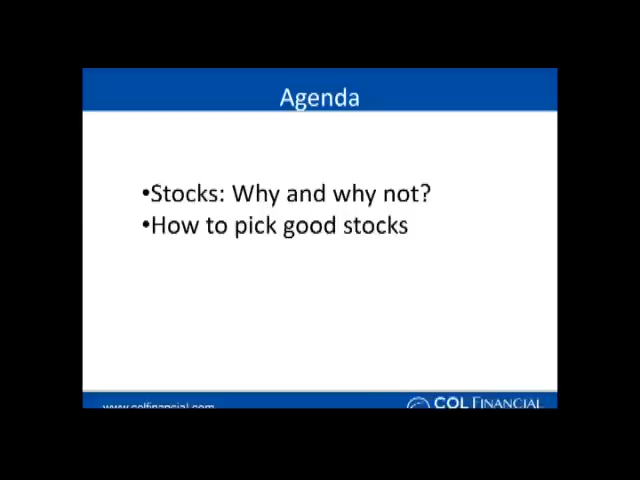 Agenda
•Stocks: Why and why not?
•How to pick good stocks
www.colfinancial.com
COL FINANCIAL